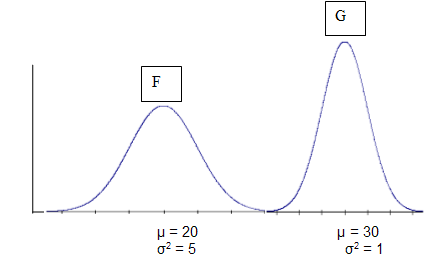 G
F
μ = 20
σ² = 5
μ = 30
σ² = 1